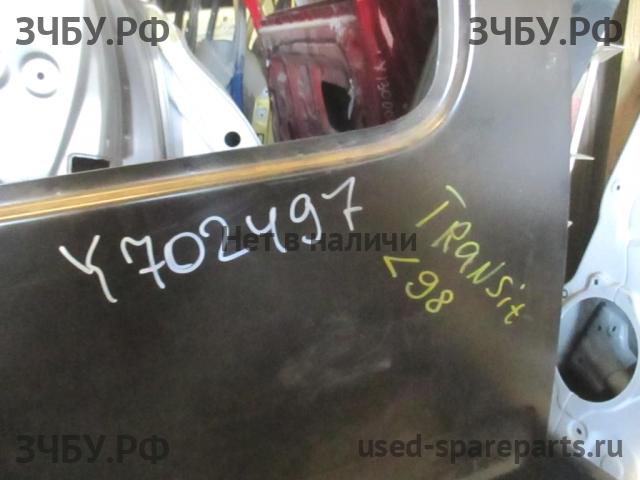 ЗЧБУ.РФ ЗЧБУ.РФ
Y702497
Нет в наличи
TRANSit
<98
ЗЧБУ.РФ used-spareparts.ru